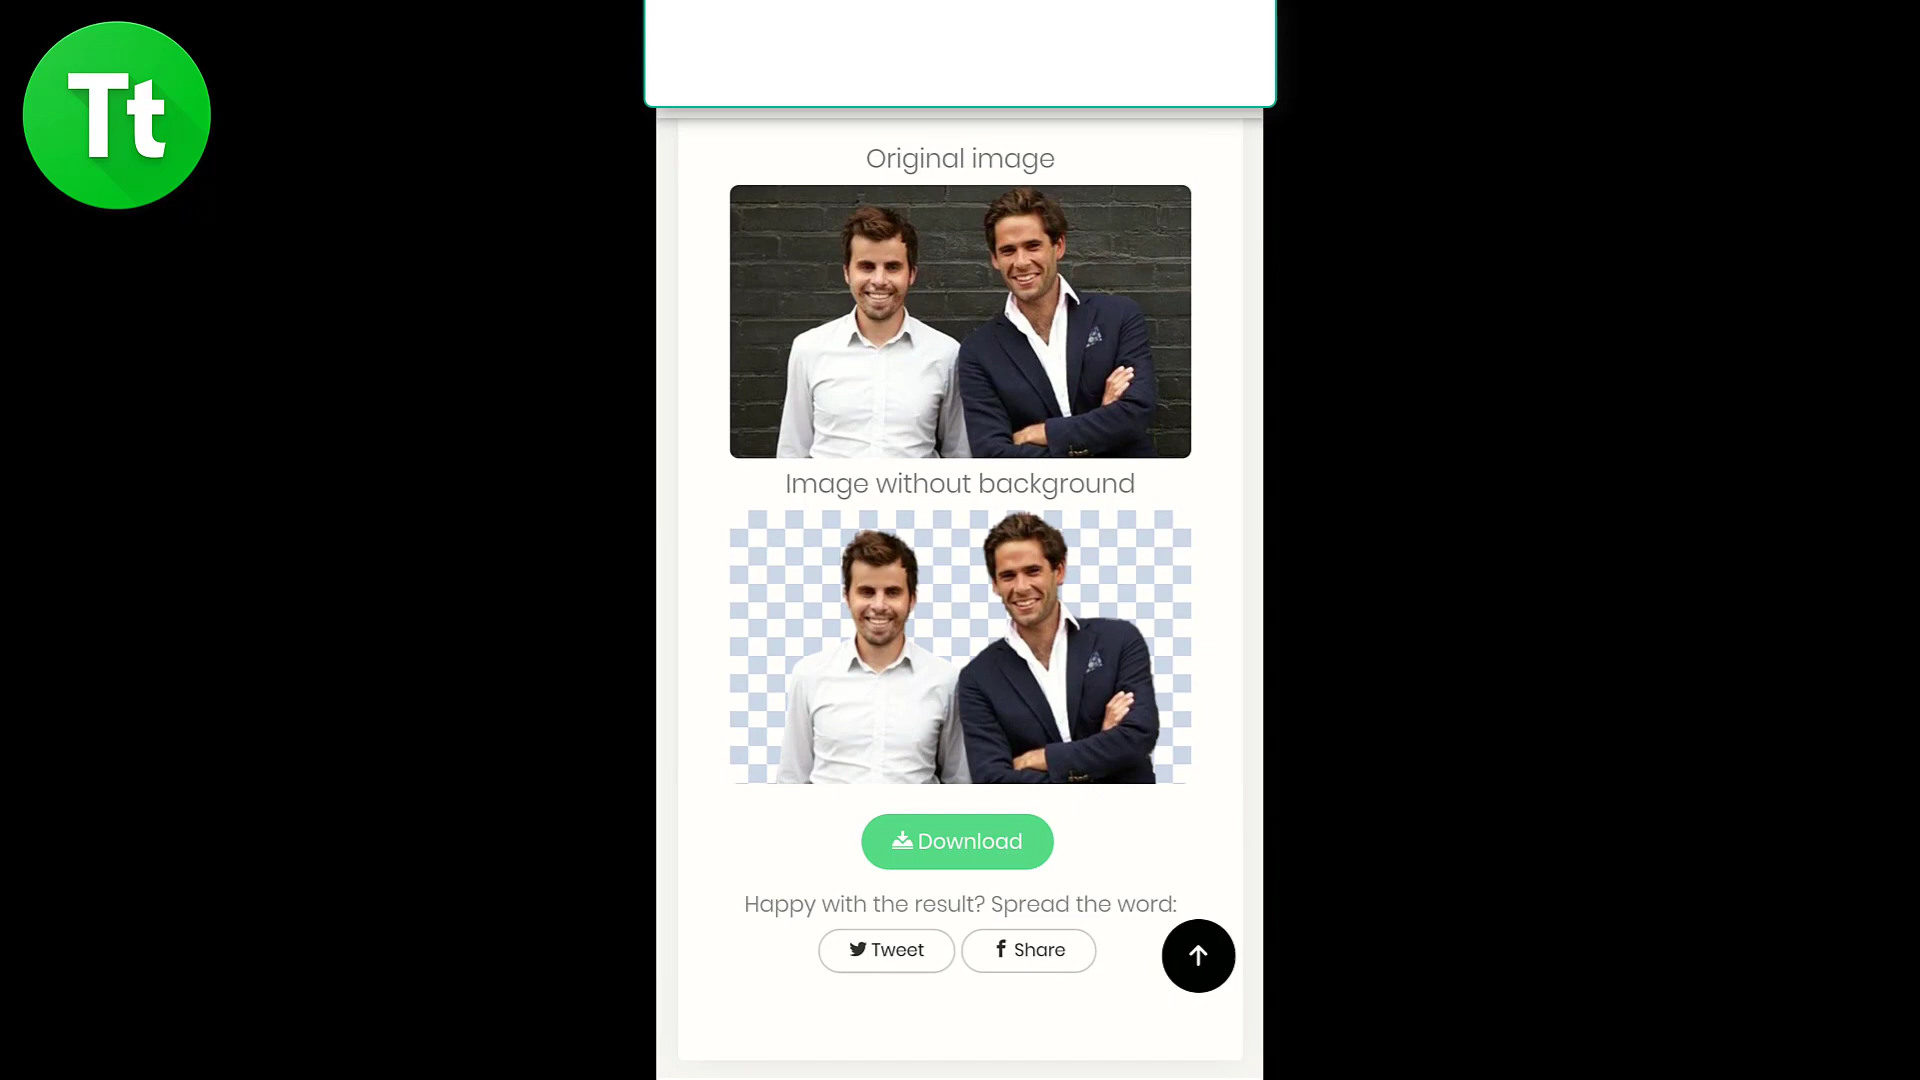 Tt
Original image
Image without background
Download
Happy with the result? Spread the word:
Tweet
Share